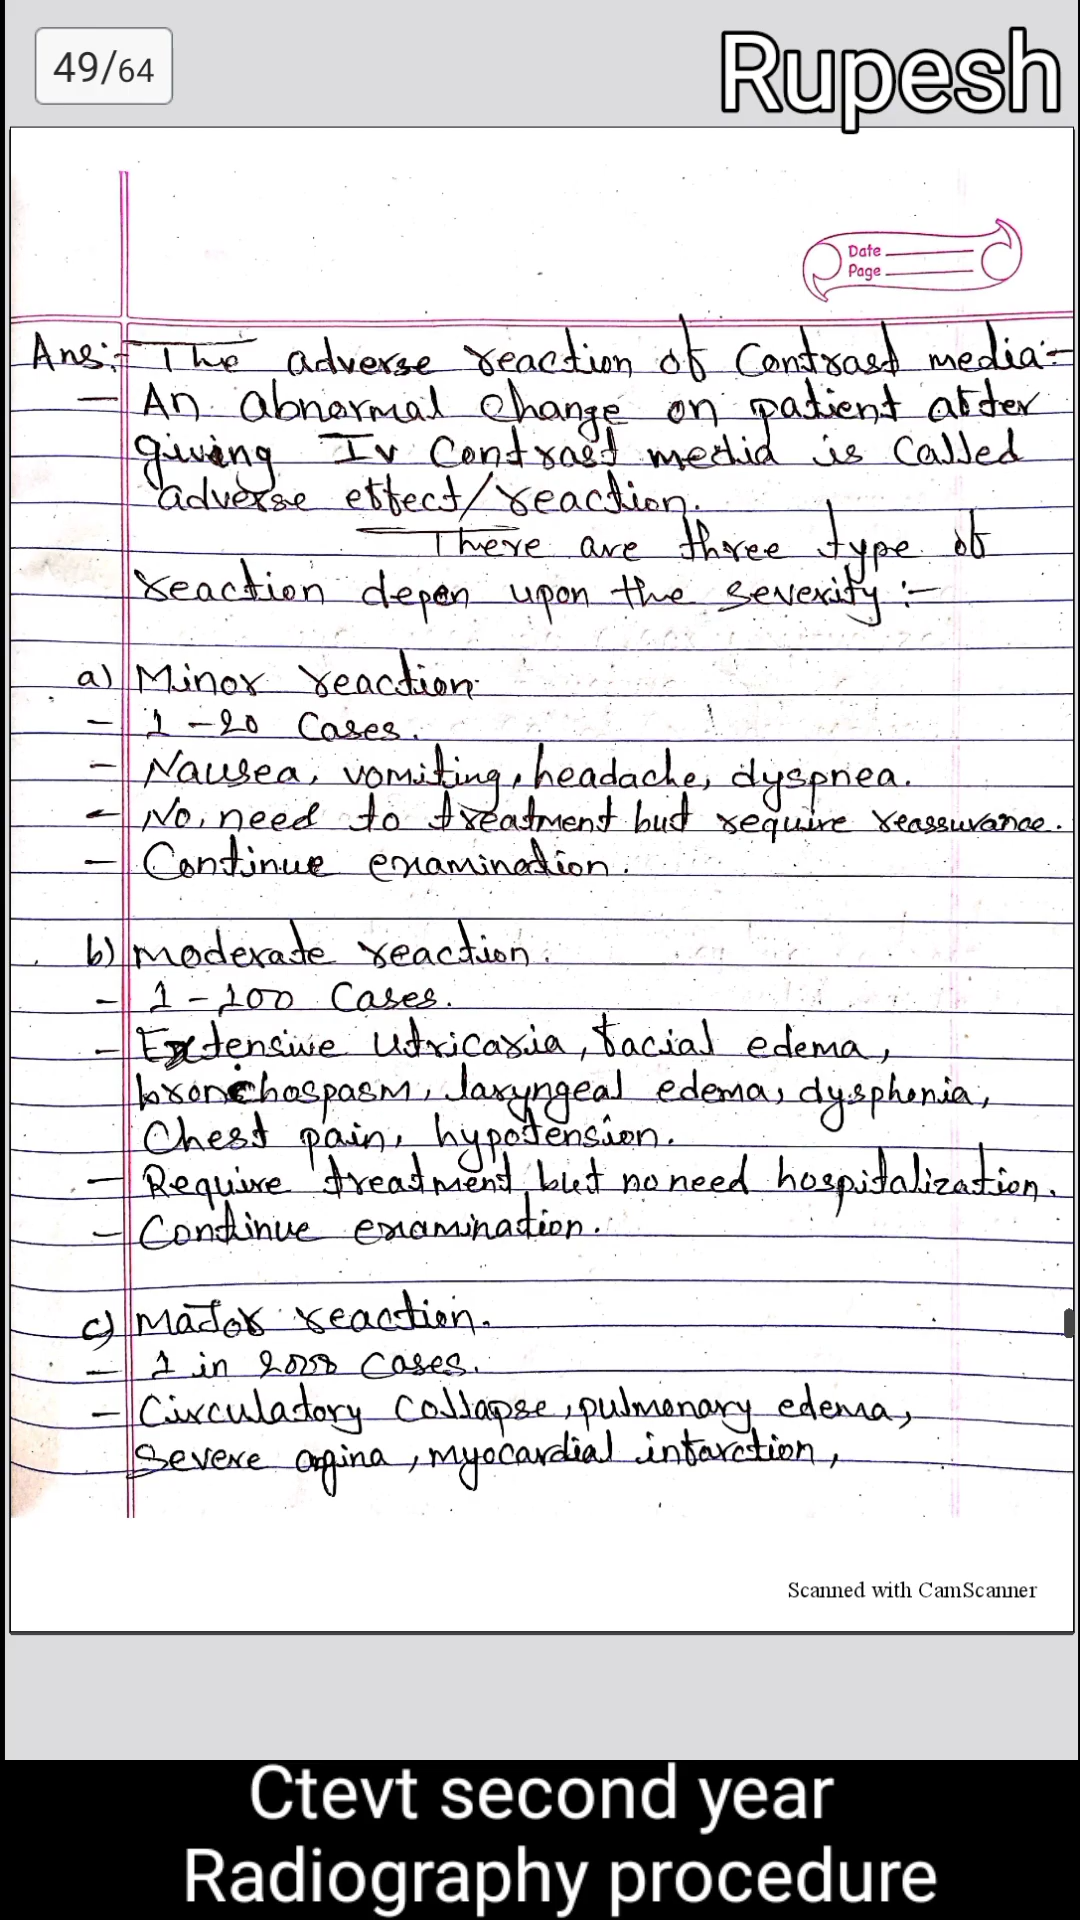 49/64
Rupesh
Date
Page
Ans:- The adverse reaction of Contrast media:-
- An abnormal change on patient after
giving IV Contrast media is called
adverse effect/reaction.
There are three type of
reaction depen upon the severity:-
a) Minor reaction.
- 1-20 Cases.
- Nausea, vomiting, headache, dyspnea.
- No, need to treatment but require reassurance.
- Continue examination.
b) moderate reaction.
- 1-100 Cases.
- Extensive utricaria, facial edema,
bronchospasm, laryngeal edema, dysphonia,
Chest pain, hypotension.
- Require treatment, but no need hospitalization.
- Continue examination.
c) Major reaction.
- 1 in 2000 Cases.
- Circulatory collapse, pulmonary edema,
Severe agina, myocardial infarction,
Scanned with CamScanner
Ctevt second year
Radiography procedure